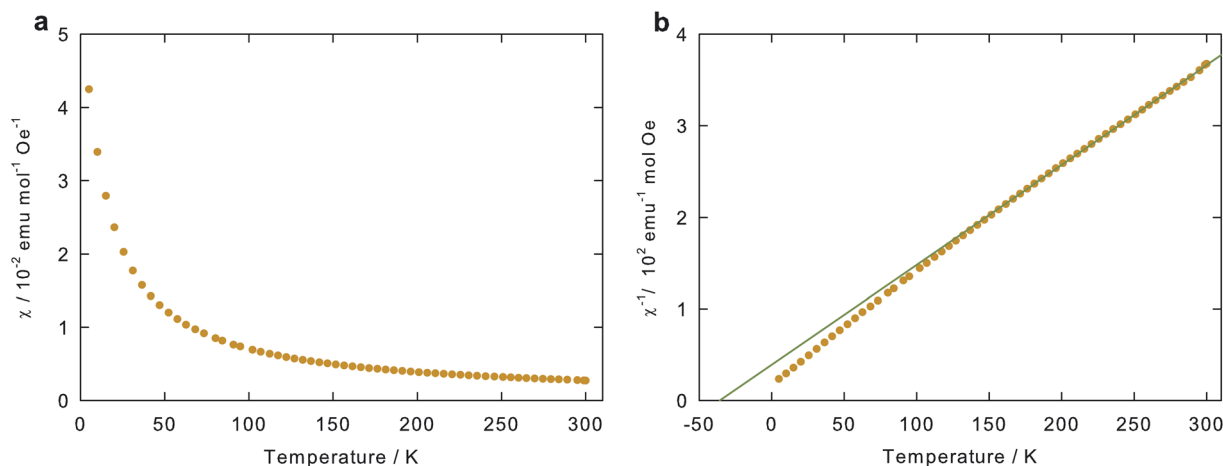 a
5
4
3
2
1
0
χ / 10⁻² emu mol⁻¹ Oe⁻¹
0 50 100 150 200 250 300
Temperature / K
b
4
3
2
1
0
χ⁻¹/ 10² emu⁻¹ mol Oe
-50 0 50 100 150 200 250 300
Temperature / K